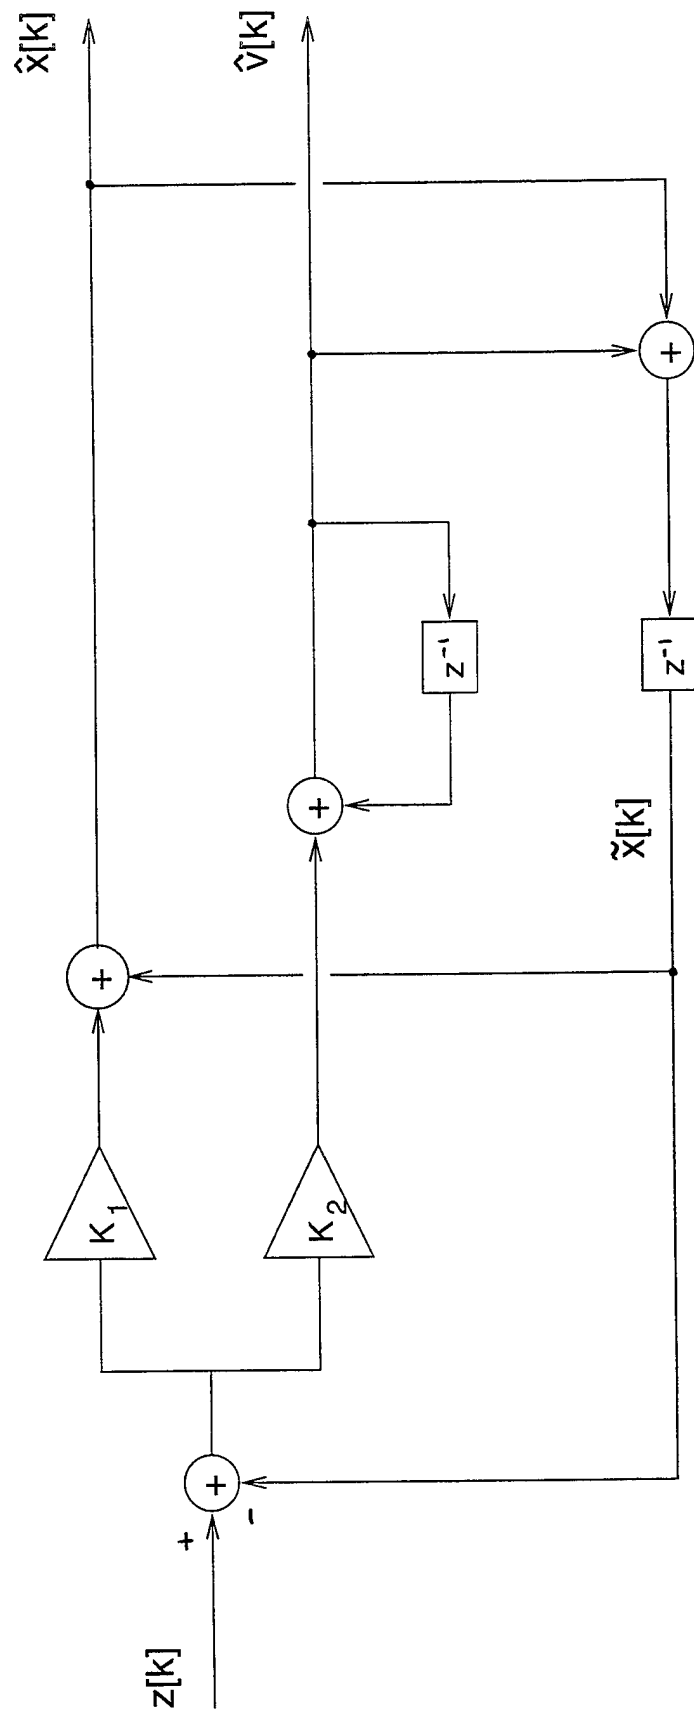 x̂[k]
v̂[k]
+
z⁻¹
z⁻¹
+
x̃[k]
+
K₁
K₂
+
+
-
z[k]